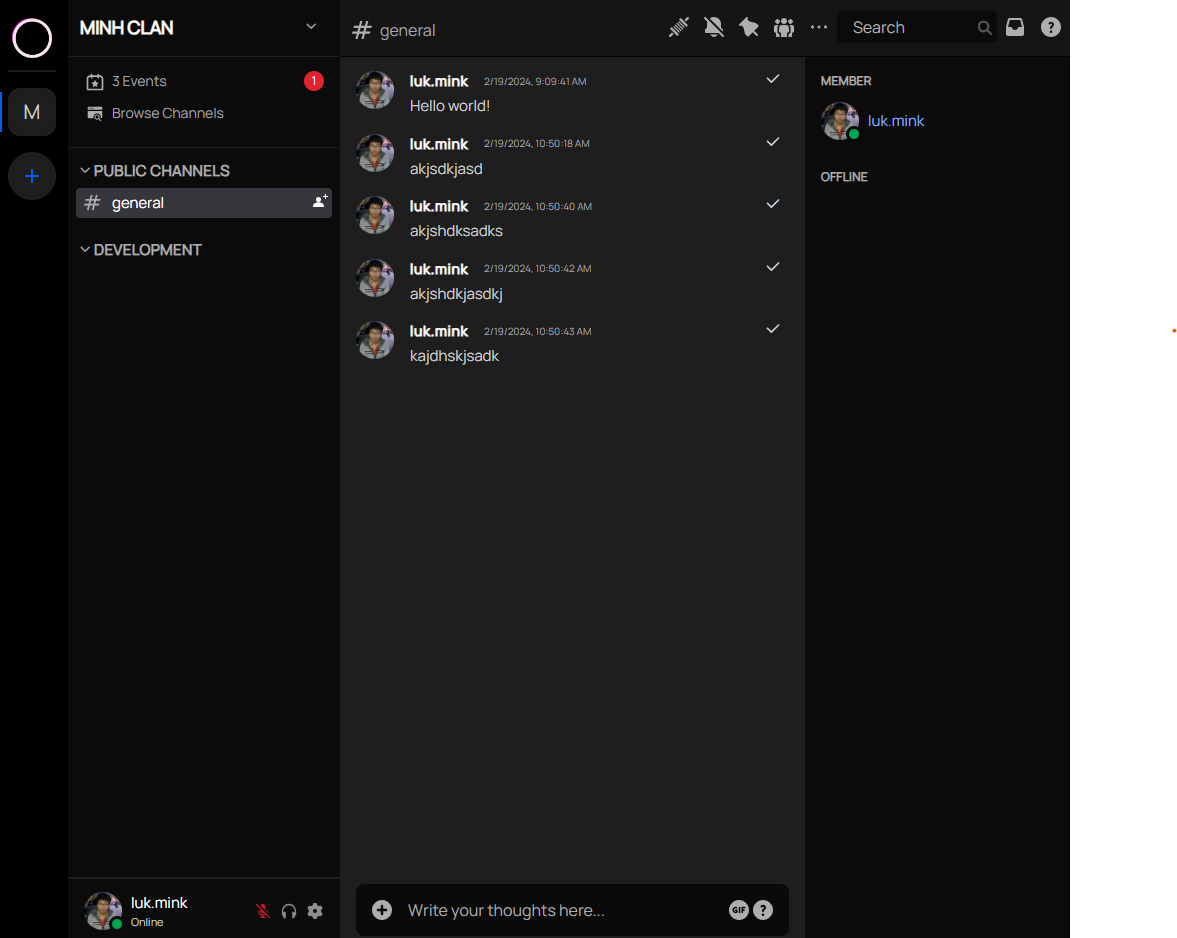 MINH CLAN
3 Events
1
Browse Channels
M
PUBLIC CHANNELS
general
DEVELOPMENT
luk.mink
Online
general
Search
luk.mink 2/19/2024, 9:09:41 AM
Hello world!
luk.mink 2/19/2024, 10:50:18 AM
akjsdkjasd
luk.mink 2/19/2024, 10:50:40 AM
akjshdksadks
luk.mink 2/19/2024, 10:50:42 AM
akjshdkjasdkj
luk.mink 2/19/2024, 10:50:43 AM
kajdhskjsadk
Write your thoughts here...
GIF
MEMBER
luk.mink
OFFLINE